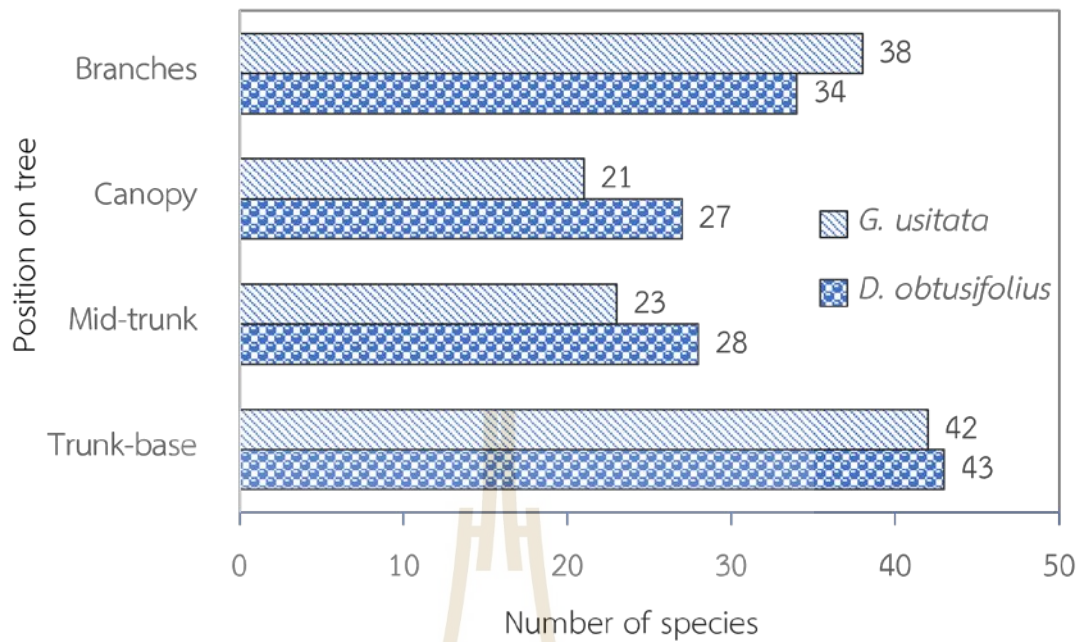 Position on tree
Branches
38
34
Canopy
21
27
Mid-trunk
23
28
Trunk-base
42
43
G. usitata
D. obtusifolius
0 10 20 30 40 50
Number of species